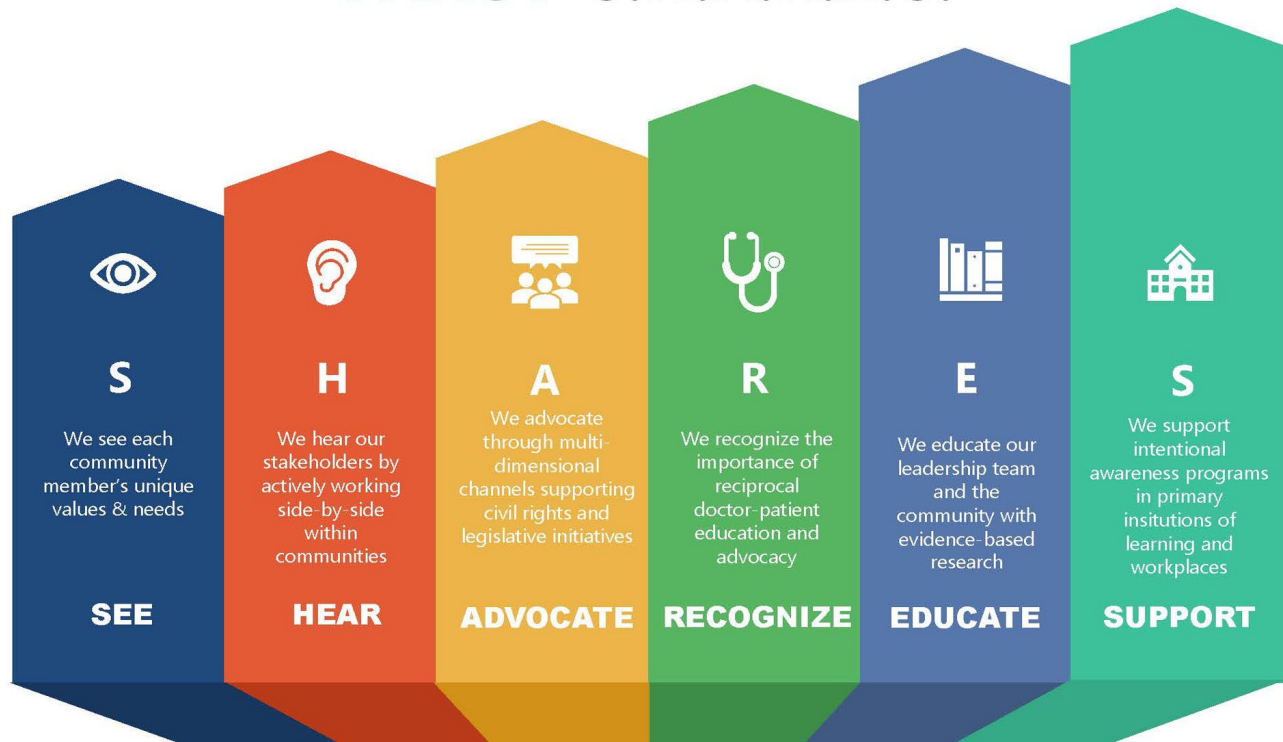 S
We see each
community
member's unique
values & needs
SEE
H
We hear our
stakeholders by
actively working
side-by-side
within
communities
HEAR
A
We advocate
through multi-
dimensional
channels supporting
civil rights and
legislative initiatives
ADVOCATE
R
We recognize the
importance of
reciprocal
doctor-patient
education and
advocacy
RECOGNIZE
E
We educate our
leadership team
and the
community with
evidence-based
research
EDUCATE
S
We support
intentional
awareness programs
in primary
insitutions of
learning and
workplaces
SUPPORT